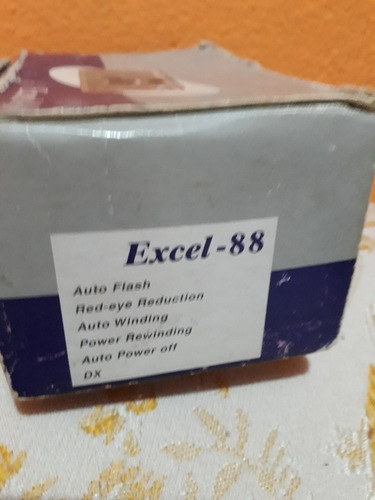 Excel-88
Auto Flash
Red-eye Reduction
Auto Winding
Power Rewinding
Auto Power off
DX